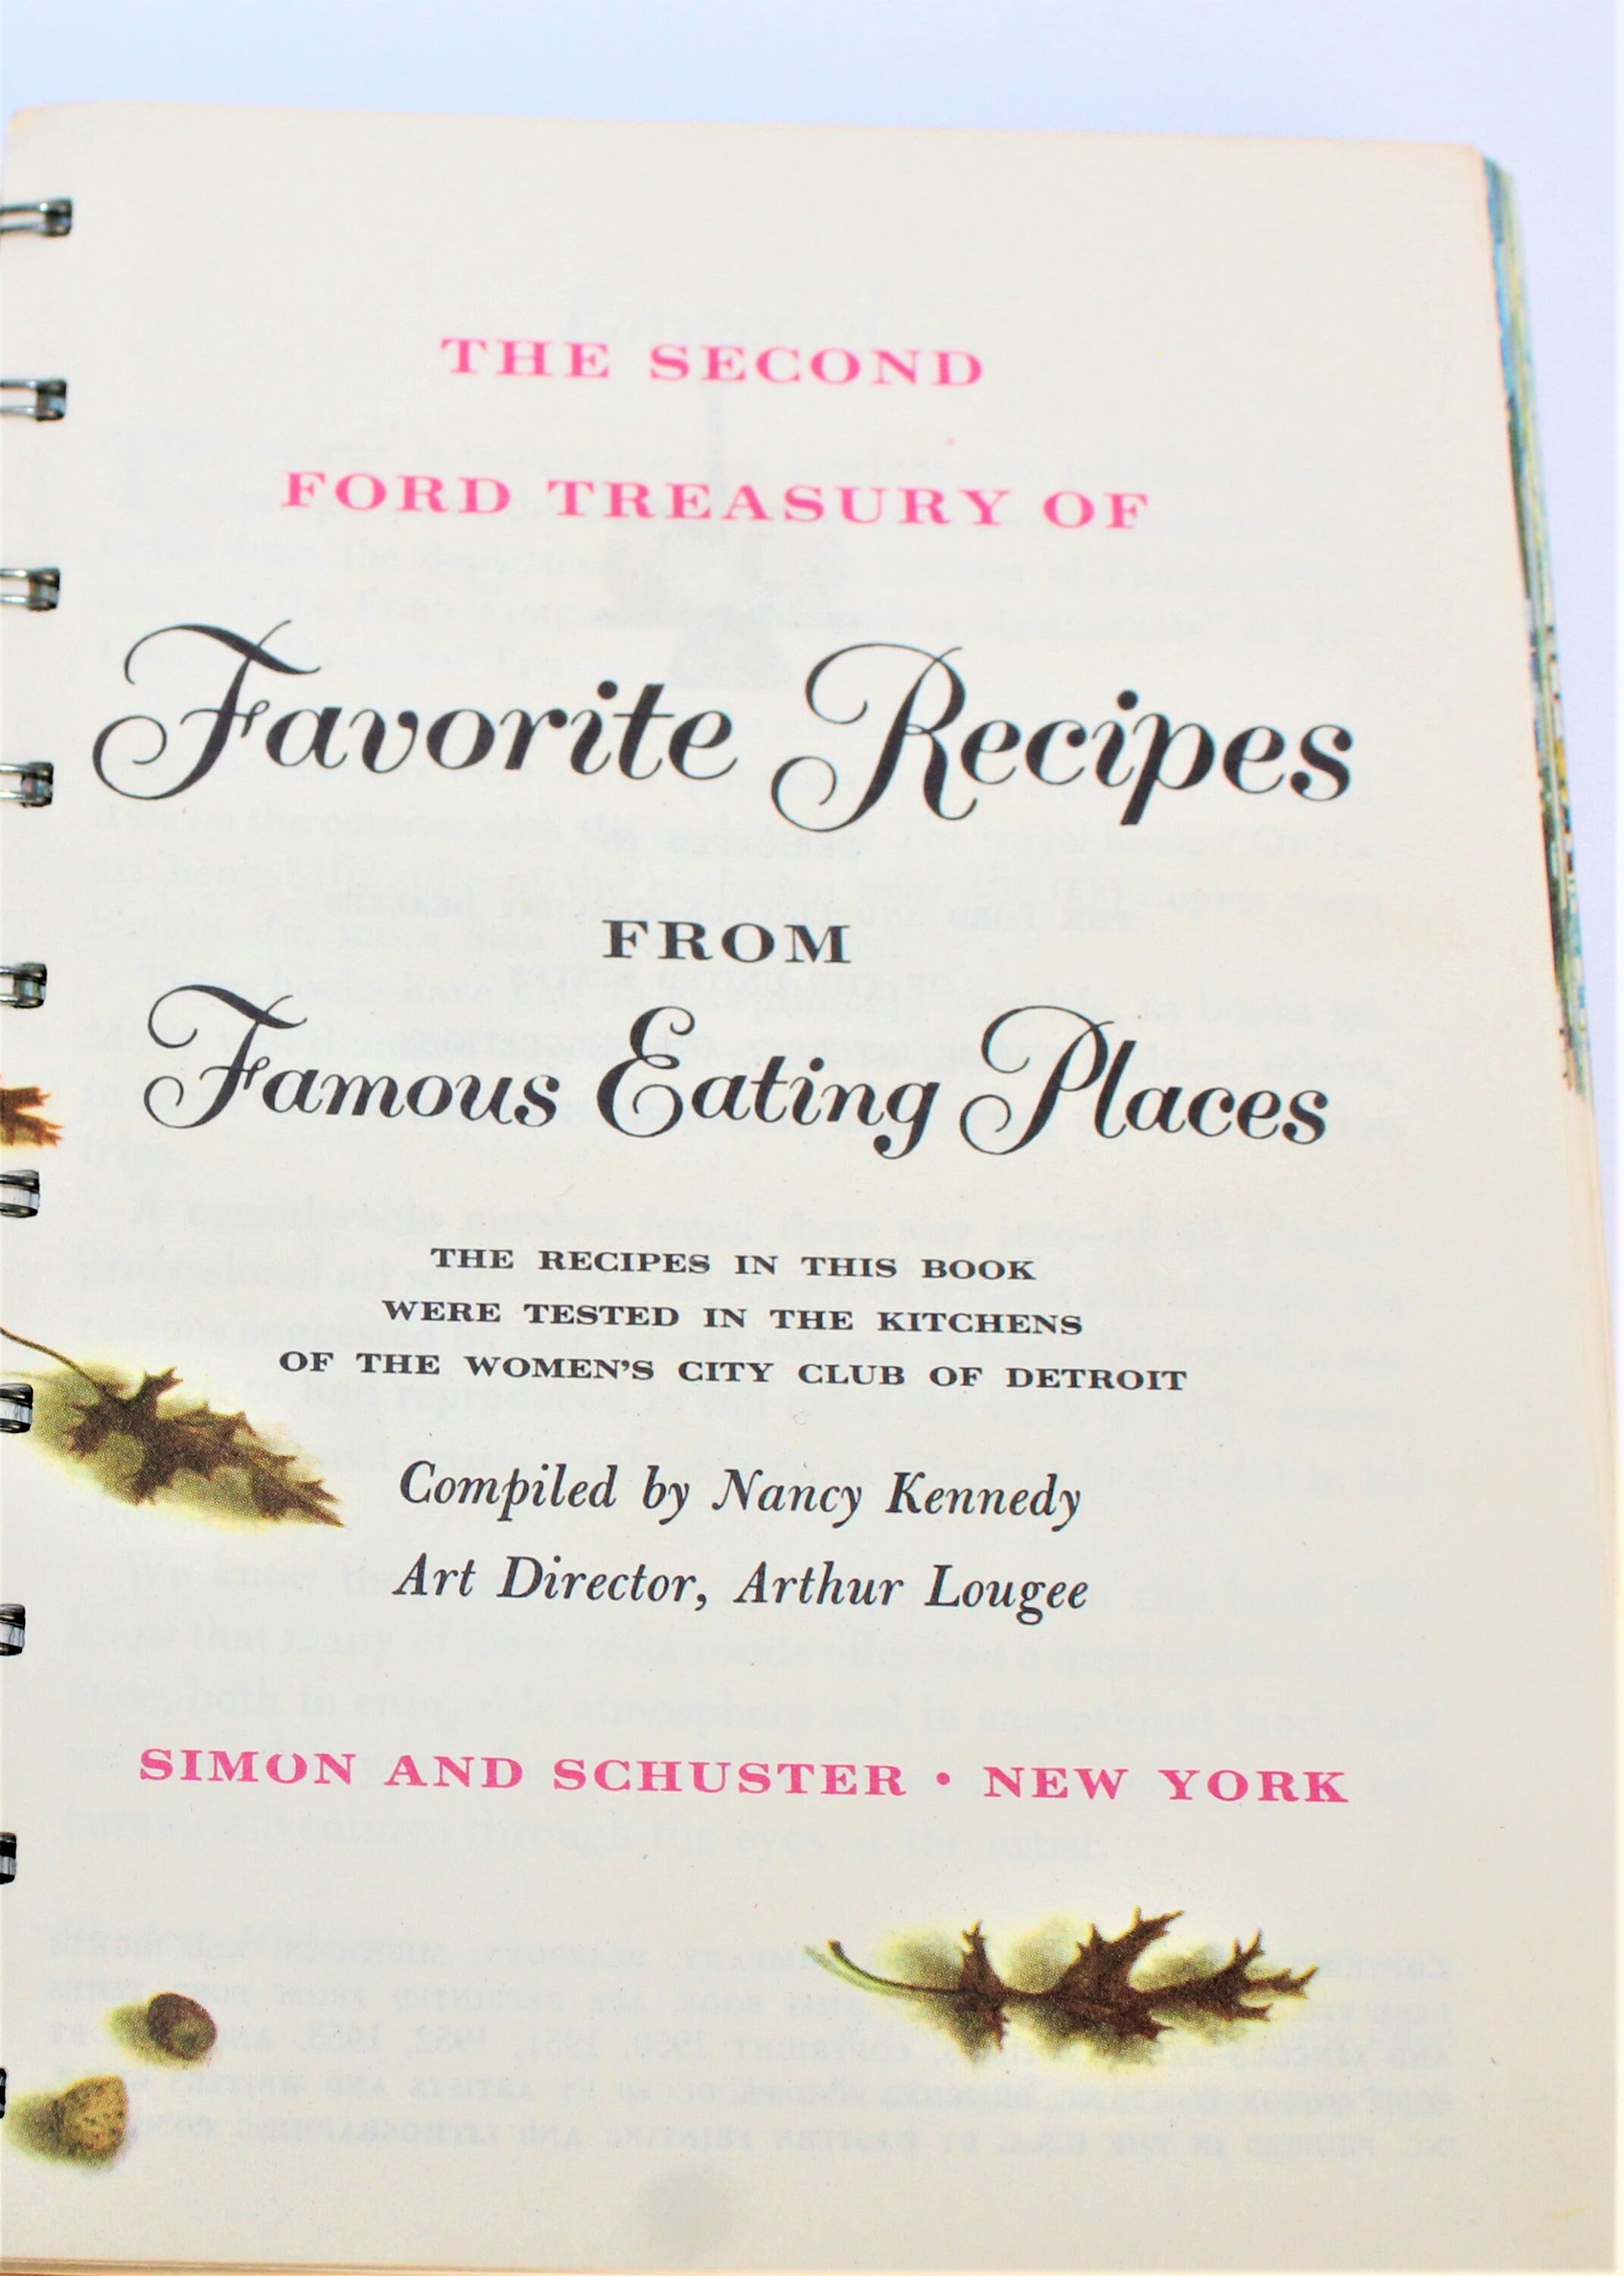 THE SECOND
FORD TREASURY OF
Favorite Recipes
FROM
Famous Eating Places
THE RECIPES IN THIS BOOK
WERE TESTED IN THE KITCHENS
OF THE WOMEN'S CITY CLUB OF DETROIT
Compiled by Nancy Kennedy
Art Director, Arthur Lougee
SIMON AND SCHUSTER • NEW YORK